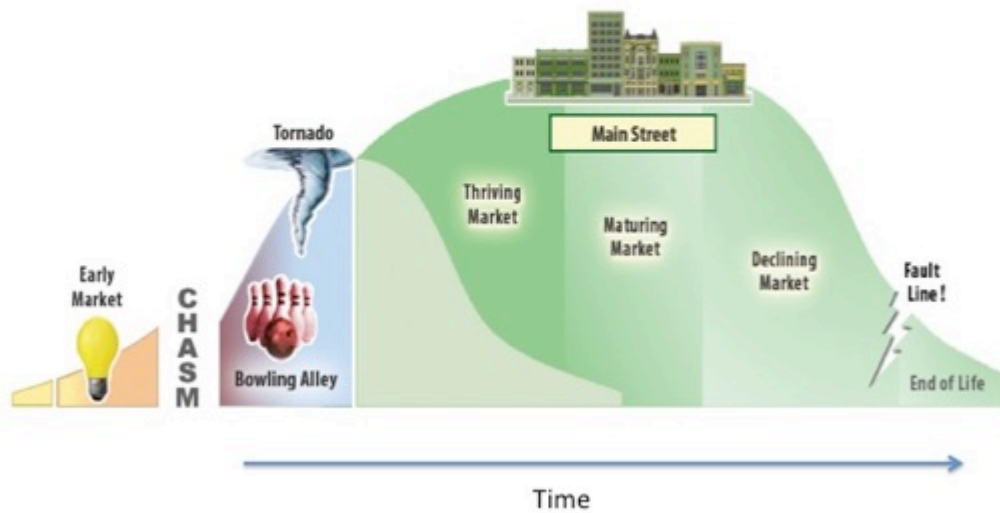 Early
Market
CHASM
Tornado
Bowling Alley
Main Street
Thriving
Market
Maturing
Market
Declining
Market
Fault
Line!
End of Life
Time